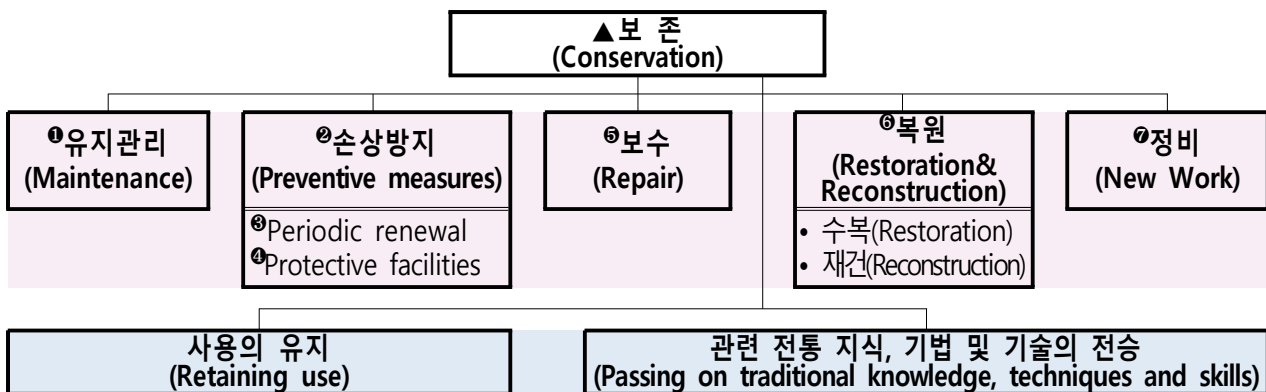 ▲보 존
(Conservation)
❶유지관리
(Maintenance)
❷손상방지
(Preventive measures)
❸Periodic renewal
❹Protective facilities
❺보수
(Repair)
❻복원
(Restoration&
Reconstruction)
• 수복(Restoration)
• 재건(Reconstruction)
❼정비
(New Work)
사용의 유지
(Retaining use)
관련 전통 지식, 기법 및 기술의 전승
(Passing on traditional knowledge, techniques and skills)